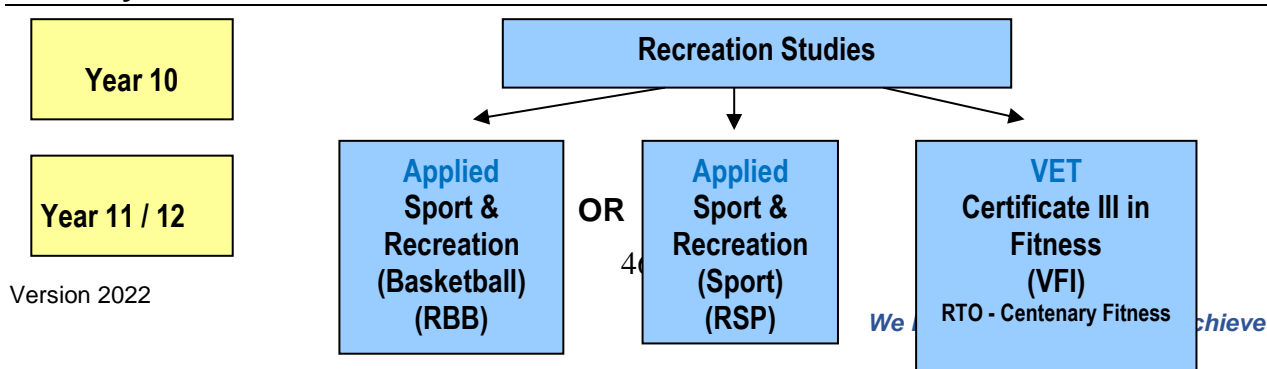 Year 10
Recreation Studies
Year 11 / 12
Applied
Sport &
Recreation
(Basketball)
(RBB)
OR
Applied
Sport &
Recreation
(Sport)
(RSP)
VET
Certificate III in
Fitness
(VFI)
RTO - Centenary Fitness
Version 2022
We